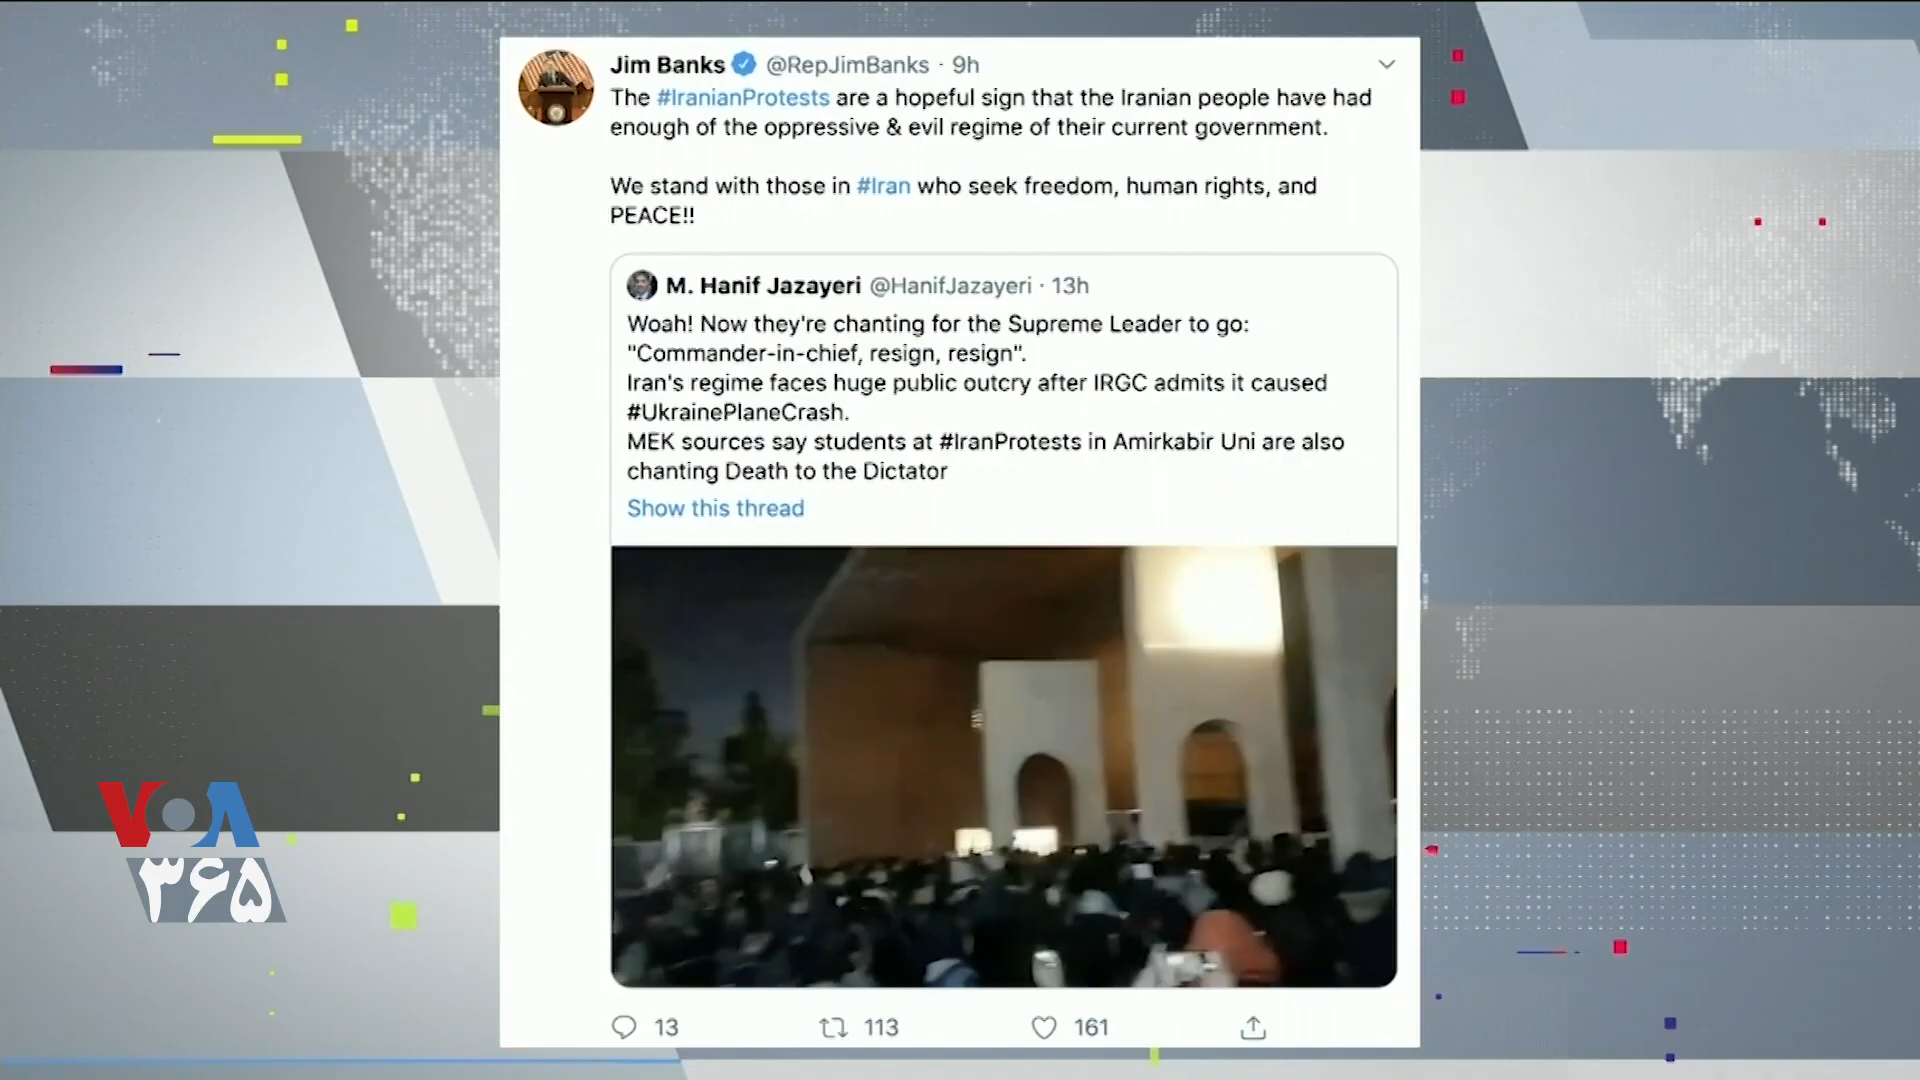 Jim Banks @RepJimBanks · 9h
The #IranianProtests are a hopeful sign that the Iranian people have had
enough of the oppressive & evil regime of their current government.
We stand with those in #Iran who seek freedom, human rights, and
PEACE!!
M. Hanif Jazayeri @HanifJazayeri · 13h
Woah! Now they're chanting for the Supreme Leader to go:
"Commander-in-chief, resign, resign".
Iran's regime faces huge public outcry after IRGC admits it caused
#UkrainePlaneCrash.
MEK sources say students at #IranProtests in Amirkabir Uni are also
chanting Death to the Dictator
Show this thread
13 113 161
VOA
۳۶۵